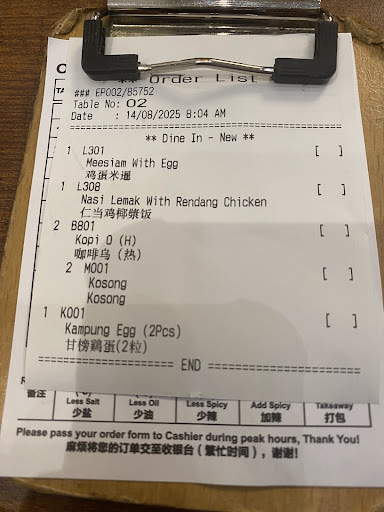 ** Order List
### EP002/85752
Table No: 02
Date : 14/08/2025 8:04 AM
** Dine In - New **
1 L301 [ ]
Meesiam With Egg
鸡蛋米暹
1 L308 [ ]
Nasi Lemak With Rendang Chicken
仁当鸡椰漿饭
2 B801 [ ]
Kopi O (H)
咖啡乌 (热)
2 M001 [ ]
Kosong
Kosong
1 K001 [ ]
Kampung Egg (2Pcs)
甘榜鷄蛋(2粒)
END
备注
Less Salt Less Oil Less Spicy Add Spicy Takeaway
少盐 少油 少辣 加辣 打包
Please pass your order form to Cashier during peak hours, Thank You!
麻烦将您的订单交至收银台（繁忙时间），谢谢!